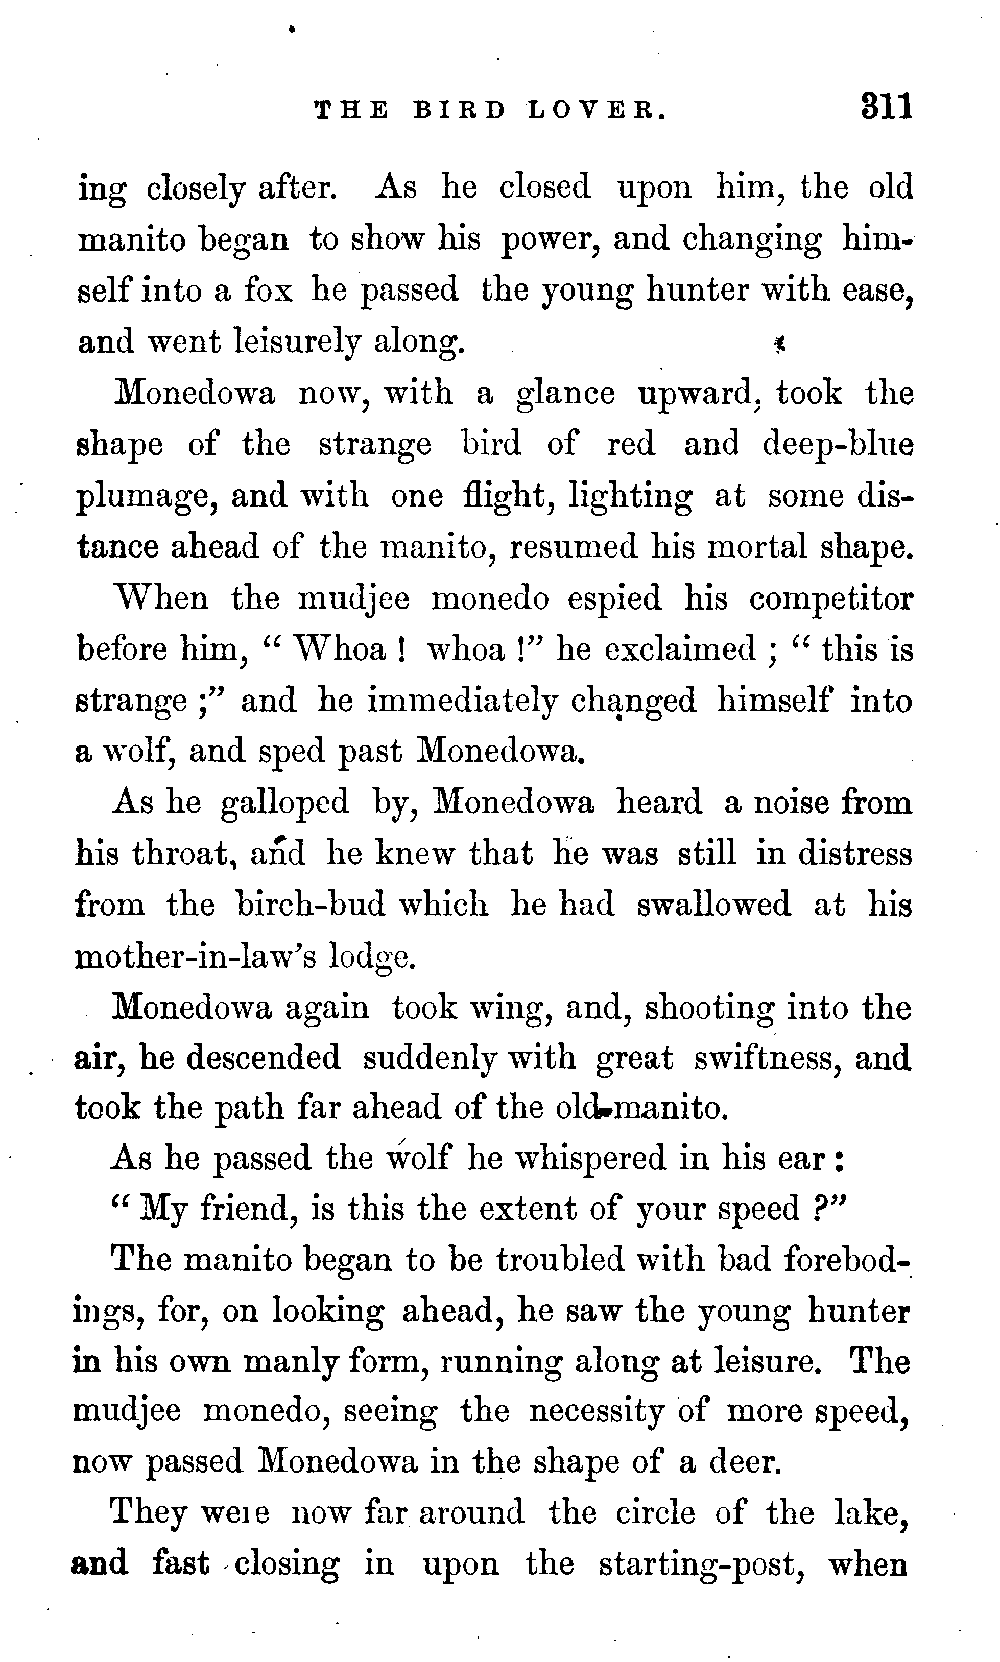 THE BIRD LOVER. 311
ing closely after. As he closed upon him, the old
manito began to show his power, and changing him-
self into a fox he passed the young hunter with ease,
and went leisurely along.
Monedowa now, with a glance upward, took the
shape of the strange bird of red and deep-blue
plumage, and with one flight, lighting at some dis-
tance ahead of the manito, resumed his mortal shape.
When the mudjee monedo espied his competitor
before him, “ Whoa ! whoa !” he exclaimed ; “ this is
strange ;” and he immediately changed himself into
a wolf, and sped past Monedowa.
As he galloped by, Monedowa heard a noise from
his throat, and he knew that he was still in distress
from the birch-bud which he had swallowed at his
mother-in-law’s lodge.
Monedowa again took wing, and, shooting into the
air, he descended suddenly with great swiftness, and
took the path far ahead of the old manito.
As he passed the wolf he whispered in his ear :
“ My friend, is this the extent of your speed ?”
The manito began to be troubled with bad forebod-
ings, for, on looking ahead, he saw the young hunter
in his own manly form, running along at leisure. The
mudjee monedo, seeing the necessity of more speed,
now passed Monedowa in the shape of a deer.
They were now far around the circle of the lake,
and fast closing in upon the starting-post, when